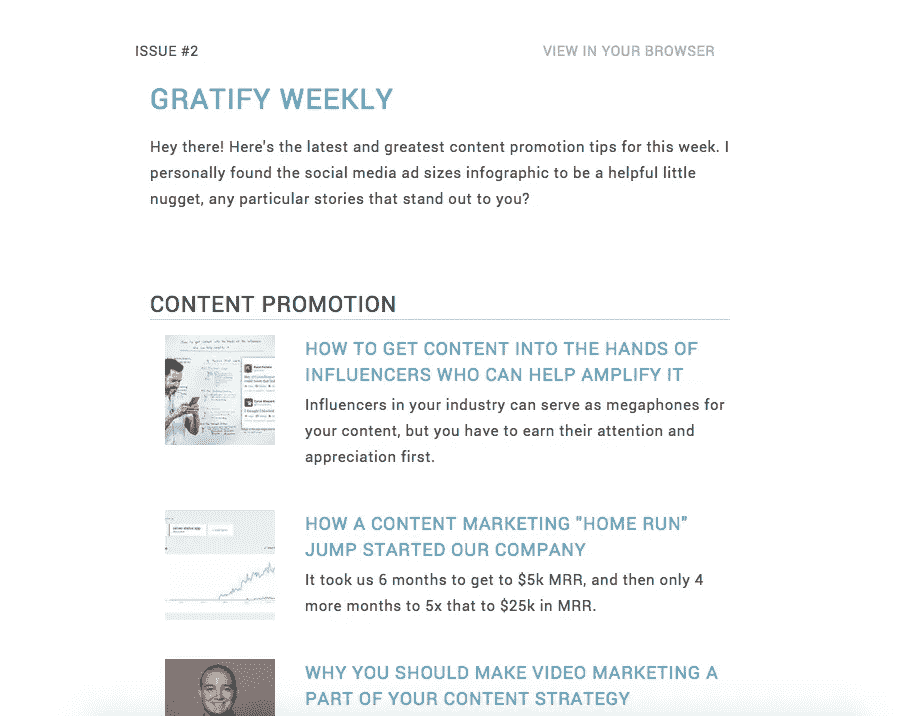 ISSUE #2
VIEW IN YOUR BROWSER
GRATIFY WEEKLY
Hey there! Here's the latest and greatest content promotion tips for this week. I
personally found the social media ad sizes infographic to be a helpful little
nugget, any particular stories that stand out to you?
CONTENT PROMOTION
HOW TO GET CONTENT INTO THE HANDS OF
INFLUENCERS WHO CAN HELP AMPLIFY IT
Influencers in your industry can serve as megaphones for
your content, but you have to earn their attention and
appreciation first.
HOW A CONTENT MARKETING "HOME RUN"
JUMP STARTED OUR COMPANY
It took us 6 months to get to $5k MRR, and then only 4
more months to 5x that to $25k in MRR.
WHY YOU SHOULD MAKE VIDEO MARKETING A
PART OF YOUR CONTENT STRATEGY